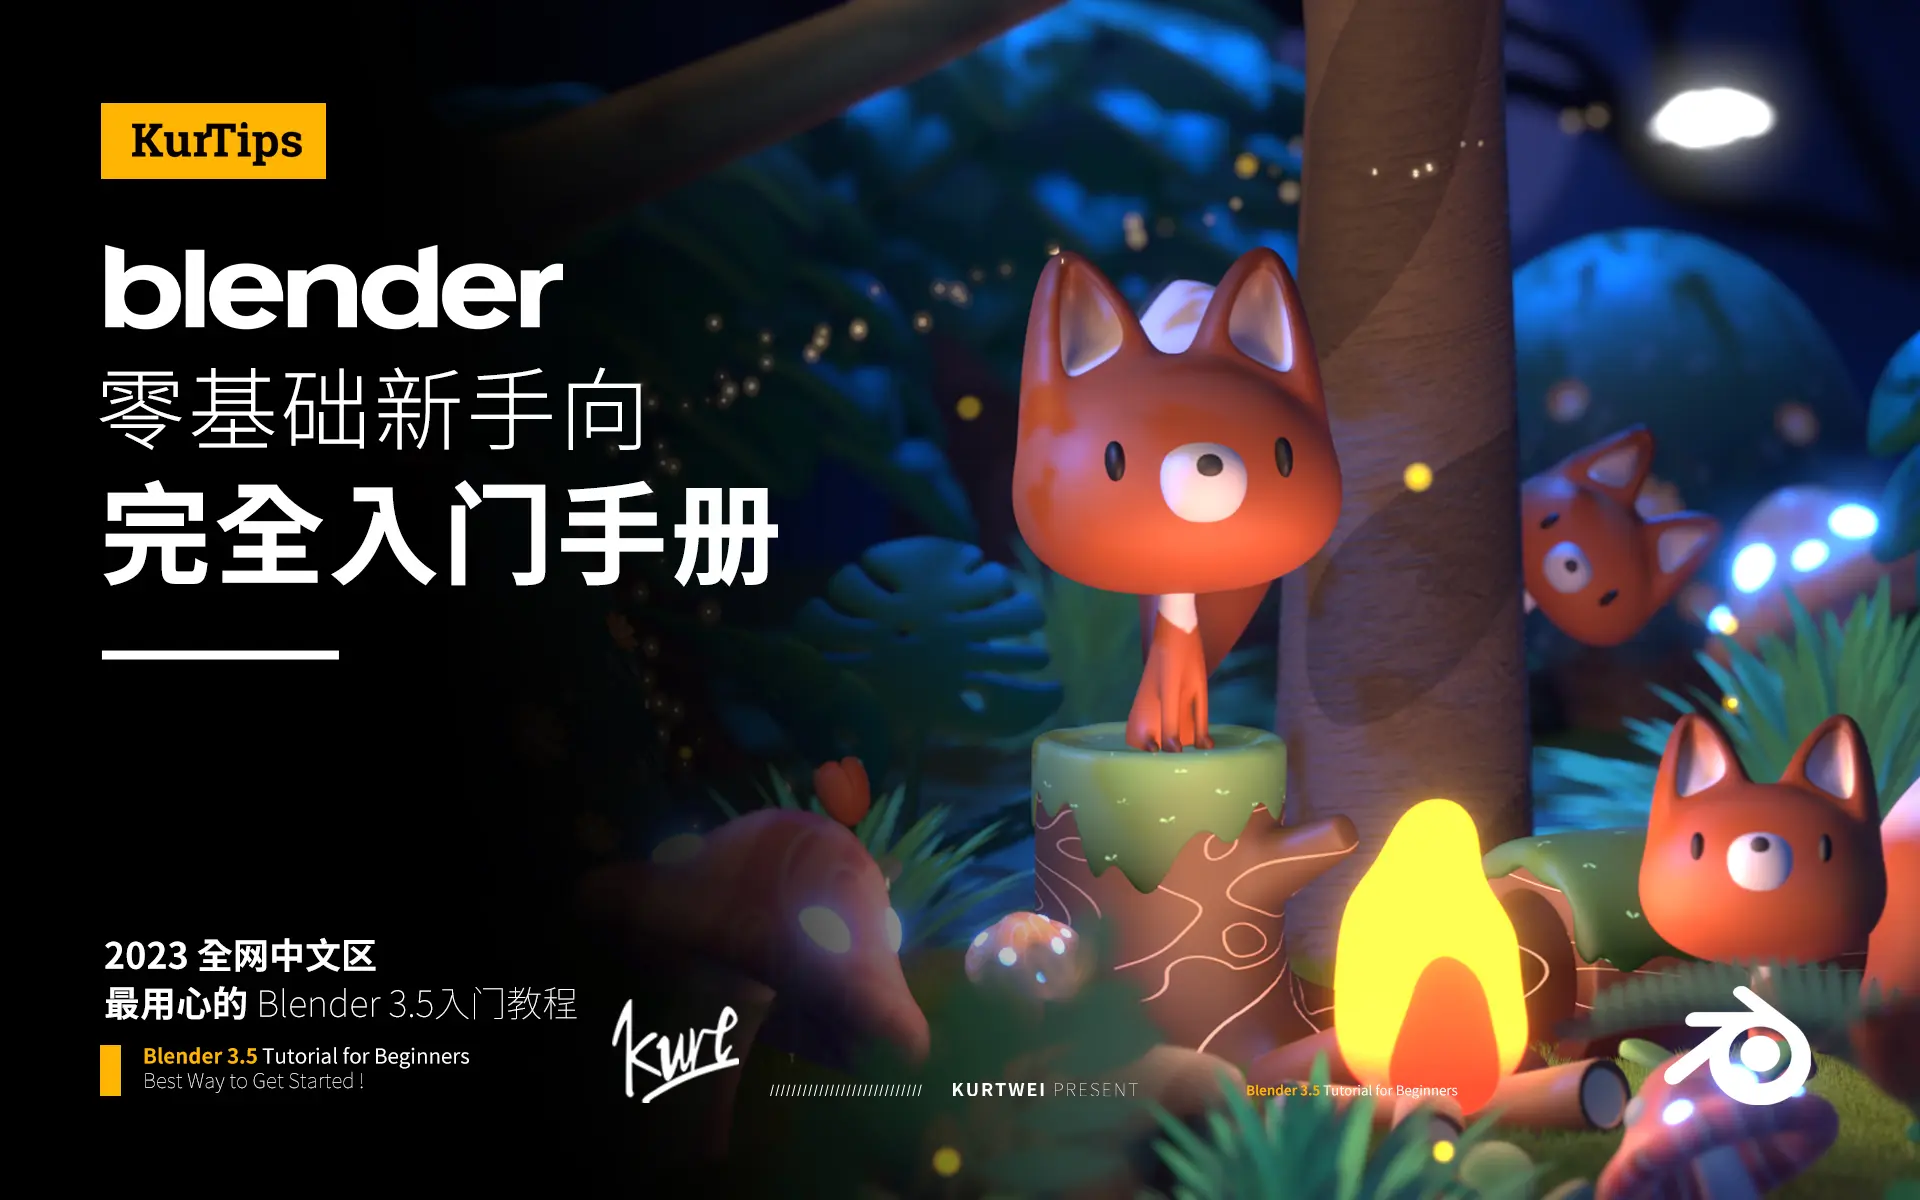 KurTips
blender
零基础新手向
完全入门手册
2023 全网中文区
最用心的 Blender 3.5入门教程
Blender 3.5 Tutorial for Beginners
Best Way to Get Started !
Kurt
//////////////////////////// KURTWEI PRESENT
Blender 3.5 Tutorial for Beginners